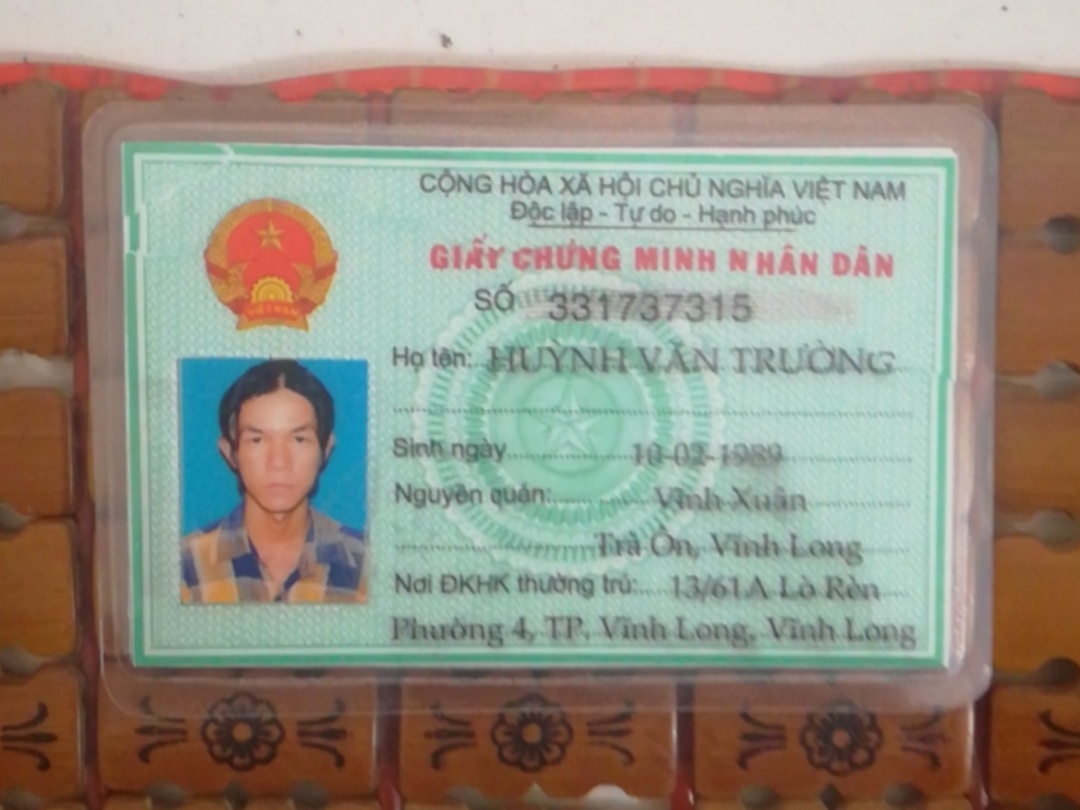 CỘNG HÒA XÃ HỘI CHỦ NGHĨA VIỆT NAM
Độc lập - Tự do - Hạnh phúc
GIẤY CHỨNG MINH NHÂN DÂN
SỐ 331737315
VIỆT NAM
Họ tên: HUỲNH VĂN TRƯỜNG
Sinh ngày 10-02-1989
Nguyên quán: Vĩnh Xuân
Trà Ôn, Vĩnh Long
Nơi ĐKHK thường trú: 13/61A Lò Rèn
Phường 4, TP, Vĩnh Long, Vĩnh Long